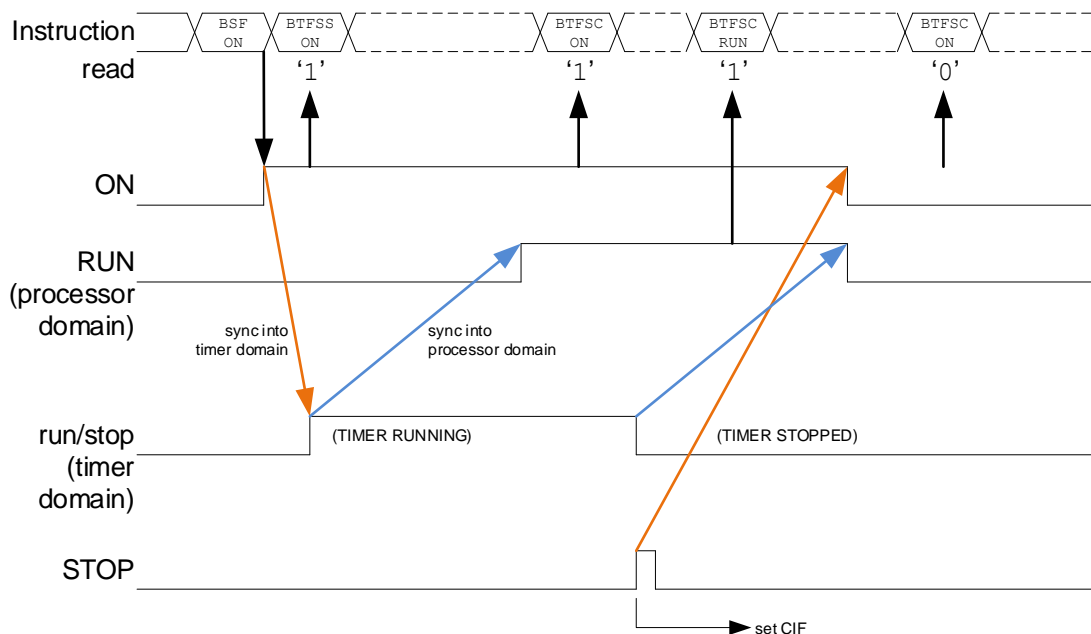 Instruction
BSF
ON
BTFSS
ON
BTFSC
ON
BTFSC
RUN
BTFSC
ON
read
‘1’
‘1’
‘1’
‘0’
ON
RUN
(processor
domain)
sync into
timer domain
sync into
processor domain
run/stop
(timer
domain)
(TIMER RUNNING)
(TIMER STOPPED)
STOP
set CIF